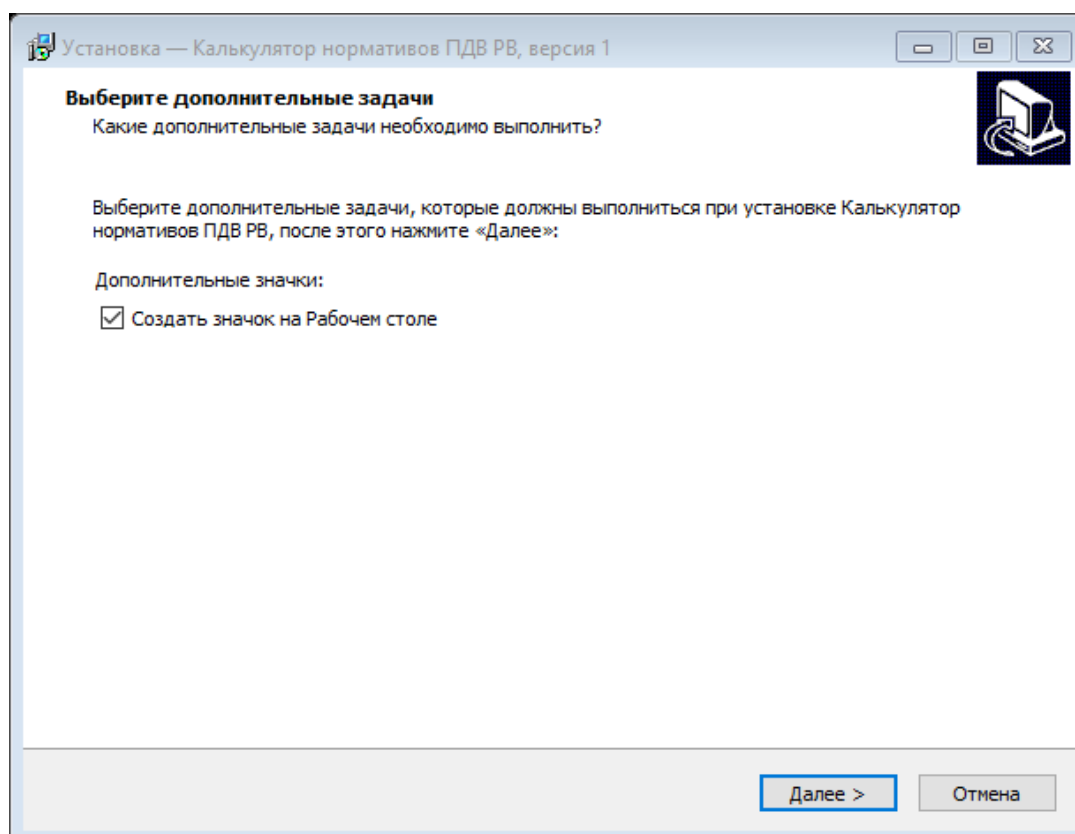 Установка — Калькулятор нормативов ПДВ РВ, версия 1
Выберите дополнительные задачи
Какие дополнительные задачи необходимо выполнить?
Выберите дополнительные задачи, которые должны выполниться при установке Калькулятор
нормативов ПДВ РВ, после этого нажмите «Далее»:
Дополнительные значки:
Создать значок на Рабочем столе
Далее >
Отмена